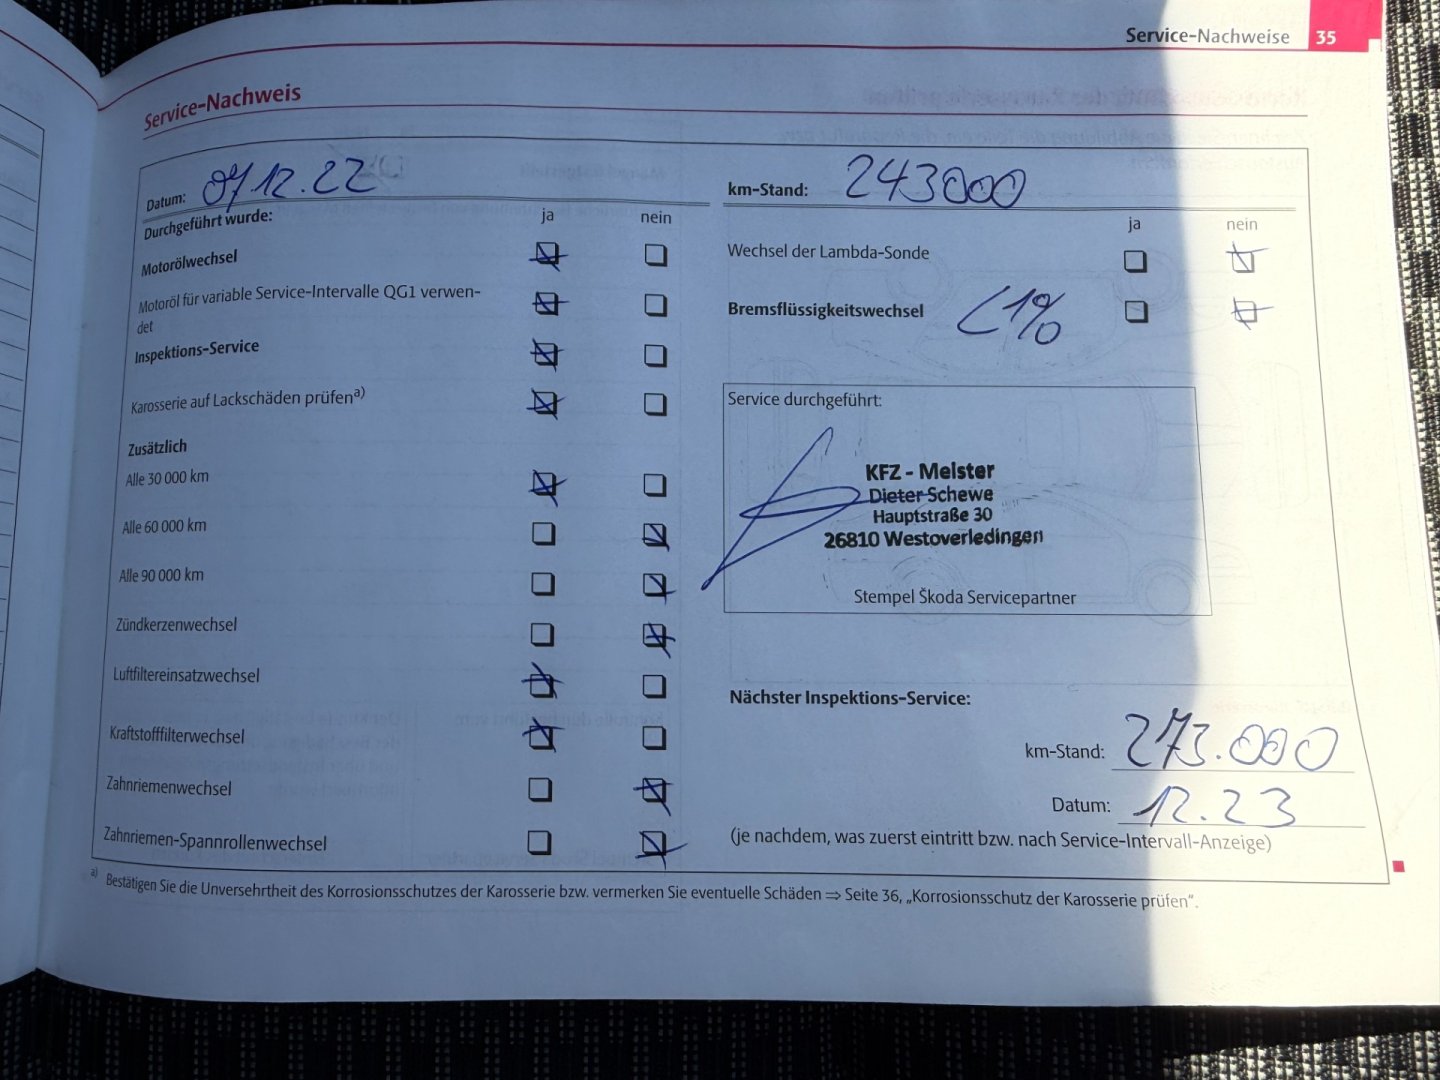 Service-Nachweise 35
Service-Nachweis
Datum: 07.12.22
Durchgeführt wurde: ja nein
Motorölwechsel
Motoröl für variable Service-Intervalle QG1 verwen-
det
Inspektions-Service
Karosserie auf Lackschäden prüfen a)
Zusätzlich
Alle 30 000 km
Alle 60 000 km
Alle 90 000 km
Zündkerzenwechsel
Luftfiltereinsatzwechsel
Kraftstofffilterwechsel
Zahnriemenwechsel
Zahnriemen-Spannrollenwechsel
km-Stand: 243000
ja nein
Wechsel der Lambda-Sonde
Bremsflüssigkeitswechsel <1%
Service durchgeführt:
KFZ - Meister
Dieter Schewe
Hauptstraße 30
26810 Westoverledingen
Stempel Škoda Servicepartner
Nächster Inspektions-Service:
km-Stand: 273.000
Datum: 12.23
(je nachdem, was zuerst eintritt bzw. nach Service-Intervall-Anzeige)
a) Bestätigen Sie die Unversehrtheit des Korrosionsschutzes der Karosserie bzw. vermerken Sie eventuelle Schäden ⇒ Seite 36, „Korrosionsschutz der Karosserie prüfen“.